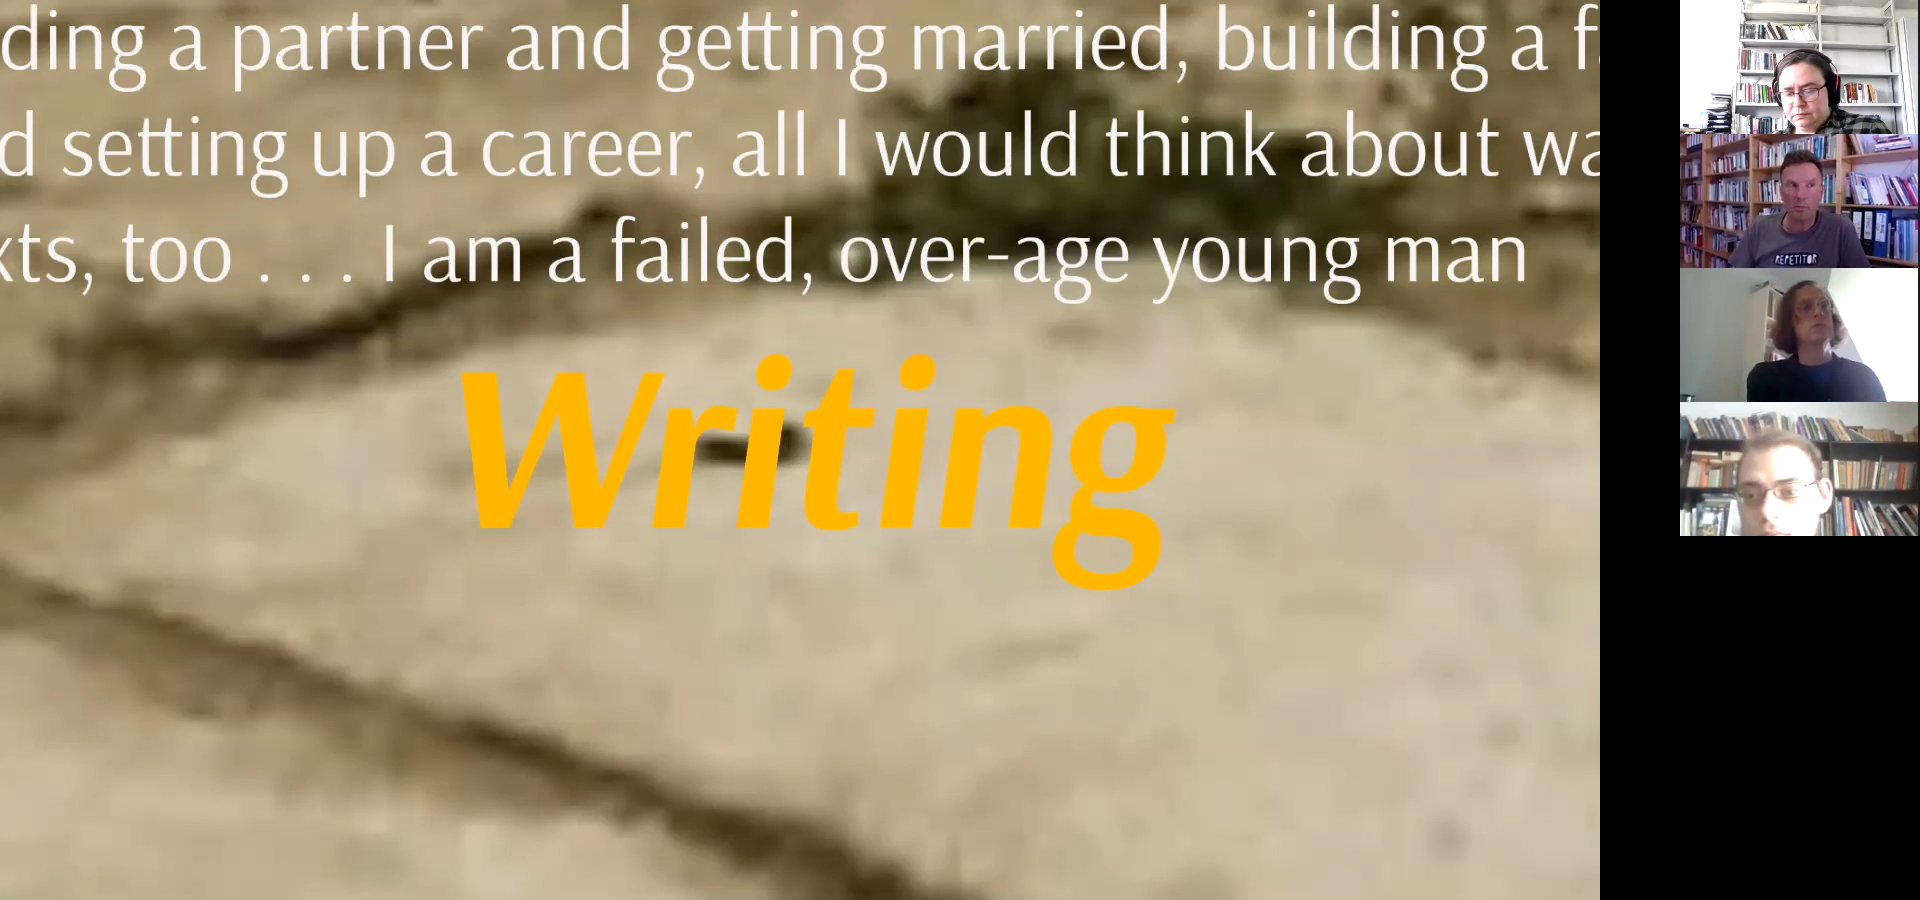 ding a partner and getting married, building a f
d setting up a career, all I would think about wa
xts, too . . . I am a failed, over-age young man
Writing
REPETITOR